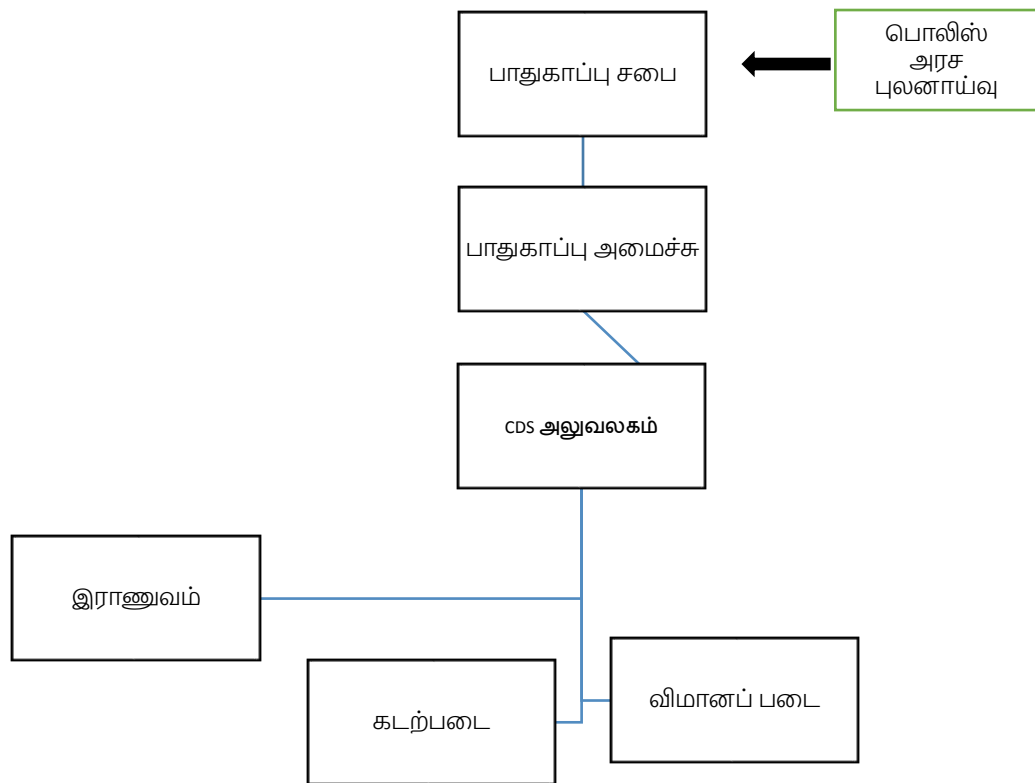 பாதுகாப்பு சபை
பொலிஸ்
அரச
புலனாய்வு
பாதுகாப்பு அமைச்சு
CDS அலுவலகம்
இராணுவம்
விமானப் படை
கடற்படை